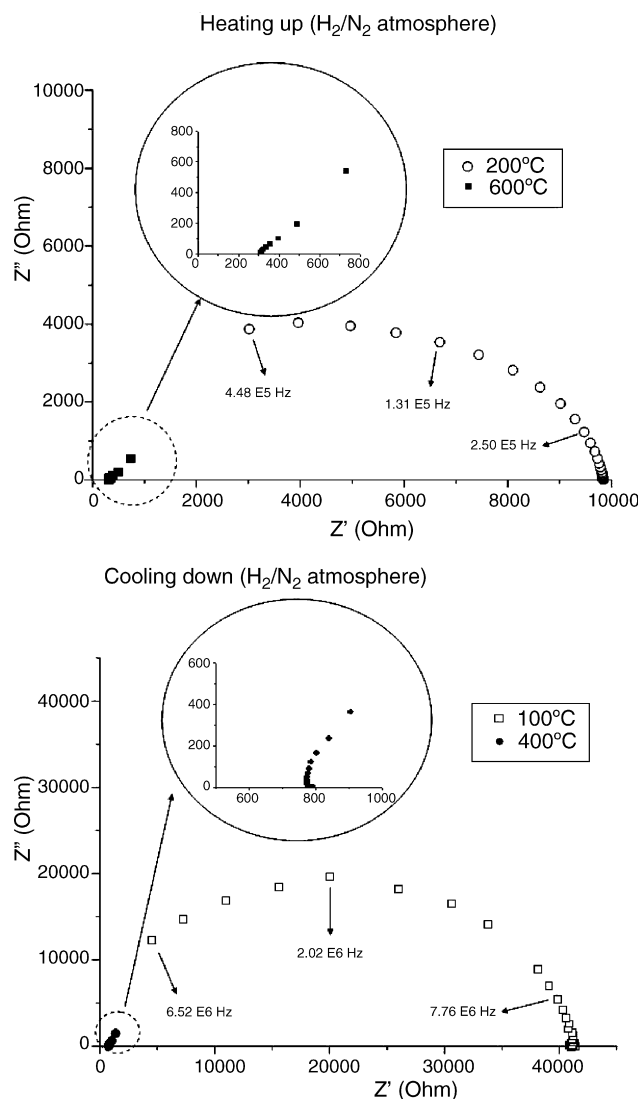 Heating up (H₂/N₂ atmosphere)
10000
8000
6000
4000
2000
0
Z'' (Ohm)
800
600
400
200
0
0 200 400 600 800
200ºC
600ºC
4.48 E5 Hz
1.31 E5 Hz
2.50 E5 Hz
0 2000 4000 6000 8000 10000
Z' (Ohm)
Cooling down (H₂/N₂ atmosphere)
40000
30000
20000
10000
0
Z'' (Ohm)
600
400
200
0
600 800 1000
100ºC
400ºC
6.52 E6 Hz
2.02 E6 Hz
7.76 E6 Hz
0 10000 20000 30000 40000
Z' (Ohm)